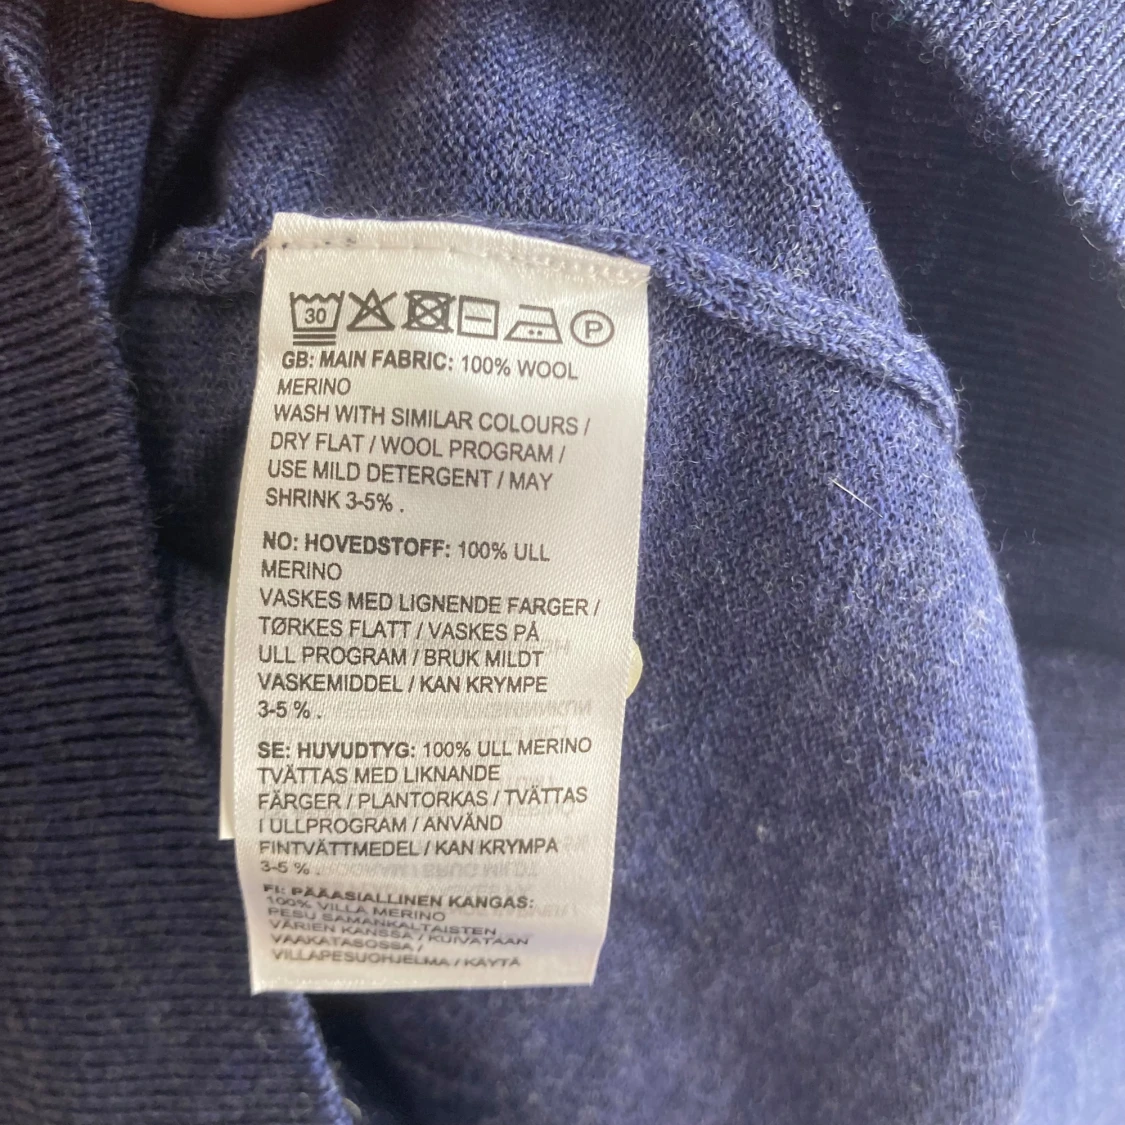 30 P
GB: MAIN FABRIC: 100% WOOL
MERINO
WASH WITH SIMILAR COLOURS /
DRY FLAT / WOOL PROGRAM /
USE MILD DETERGENT / MAY
SHRINK 3-5% .
NO: HOVEDSTOFF: 100% ULL
MERINO
VASKES MED LIGNENDE FARGER /
TØRKES FLATT / VASKES PÅ
ULL PROGRAM / BRUK MILDT
VASKEMIDDEL / KAN KRYMPE
3-5 % .
SE: HUVUDTYG: 100% ULL MERINO
TVÄTTAS MED LIKNANDE
FÄRGER / PLANTORKAS / TVÄTTAS
I ULLPROGRAM / ANVÄND
FINTVÄTTMEDEL / KAN KRYMPA
3-5 % .
FI: PÄÄASIALLINEN KANGAS:
100% VILLA MERINO
PESU SAMANKALTAISTEN
VÄRIEN KANSSA / KUIVATAAN
VAAKATASOSSA /
VILLAPESUOHJELMA / KÄYTÄ